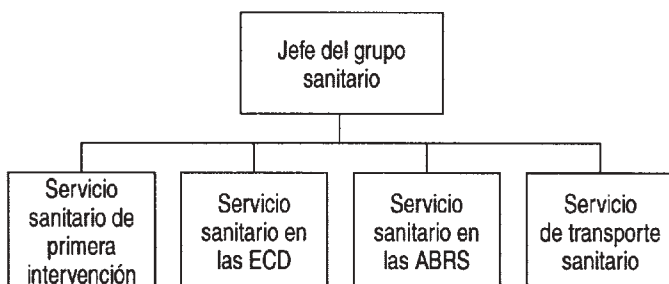 Jefe del grupo
sanitario
Servicio
sanitario de
primera
intervención
Servicio
sanitario en
las ECD
Servicio
sanitario en
las ABRS
Servicio
de transporte
sanitario